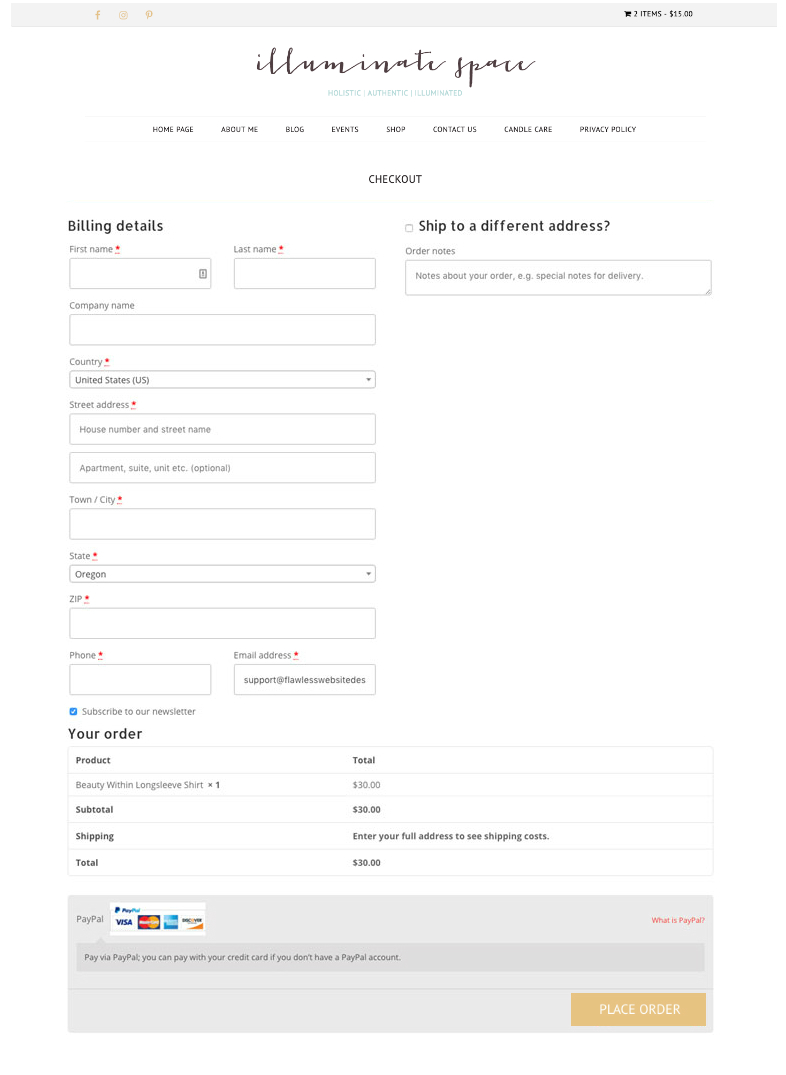 2 ITEMS - $15.00
illuminate space
HOLISTIC | AUTHENTIC | ILLUMINATED
HOME PAGE ABOUT ME BLOG EVENTS SHOP CONTACT US CANDLE CARE PRIVACY POLICY
CHECKOUT
Billing details
First name * Last name *
Company name
Country *
United States (US)
Street address *
House number and street name
Apartment, suite, unit etc. (optional)
Town / City *
State *
Oregon
ZIP *
Phone * Email address *
support@flawlesswebsitedes
Subscribe to our newsletter
Ship to a different address?
Order notes
Notes about your order, e.g. special notes for delivery.
Your order
Product Total
Beauty Within Longsleeve Shirt × 1 $30.00
Subtotal $30.00
Shipping Enter your full address to see shipping costs.
Total $30.00
PayPal PayPal What is PayPal?
VISA MasterCard DISCOVER
Pay via PayPal; you can pay with your credit card if you don't have a PayPal account.
PLACE ORDER